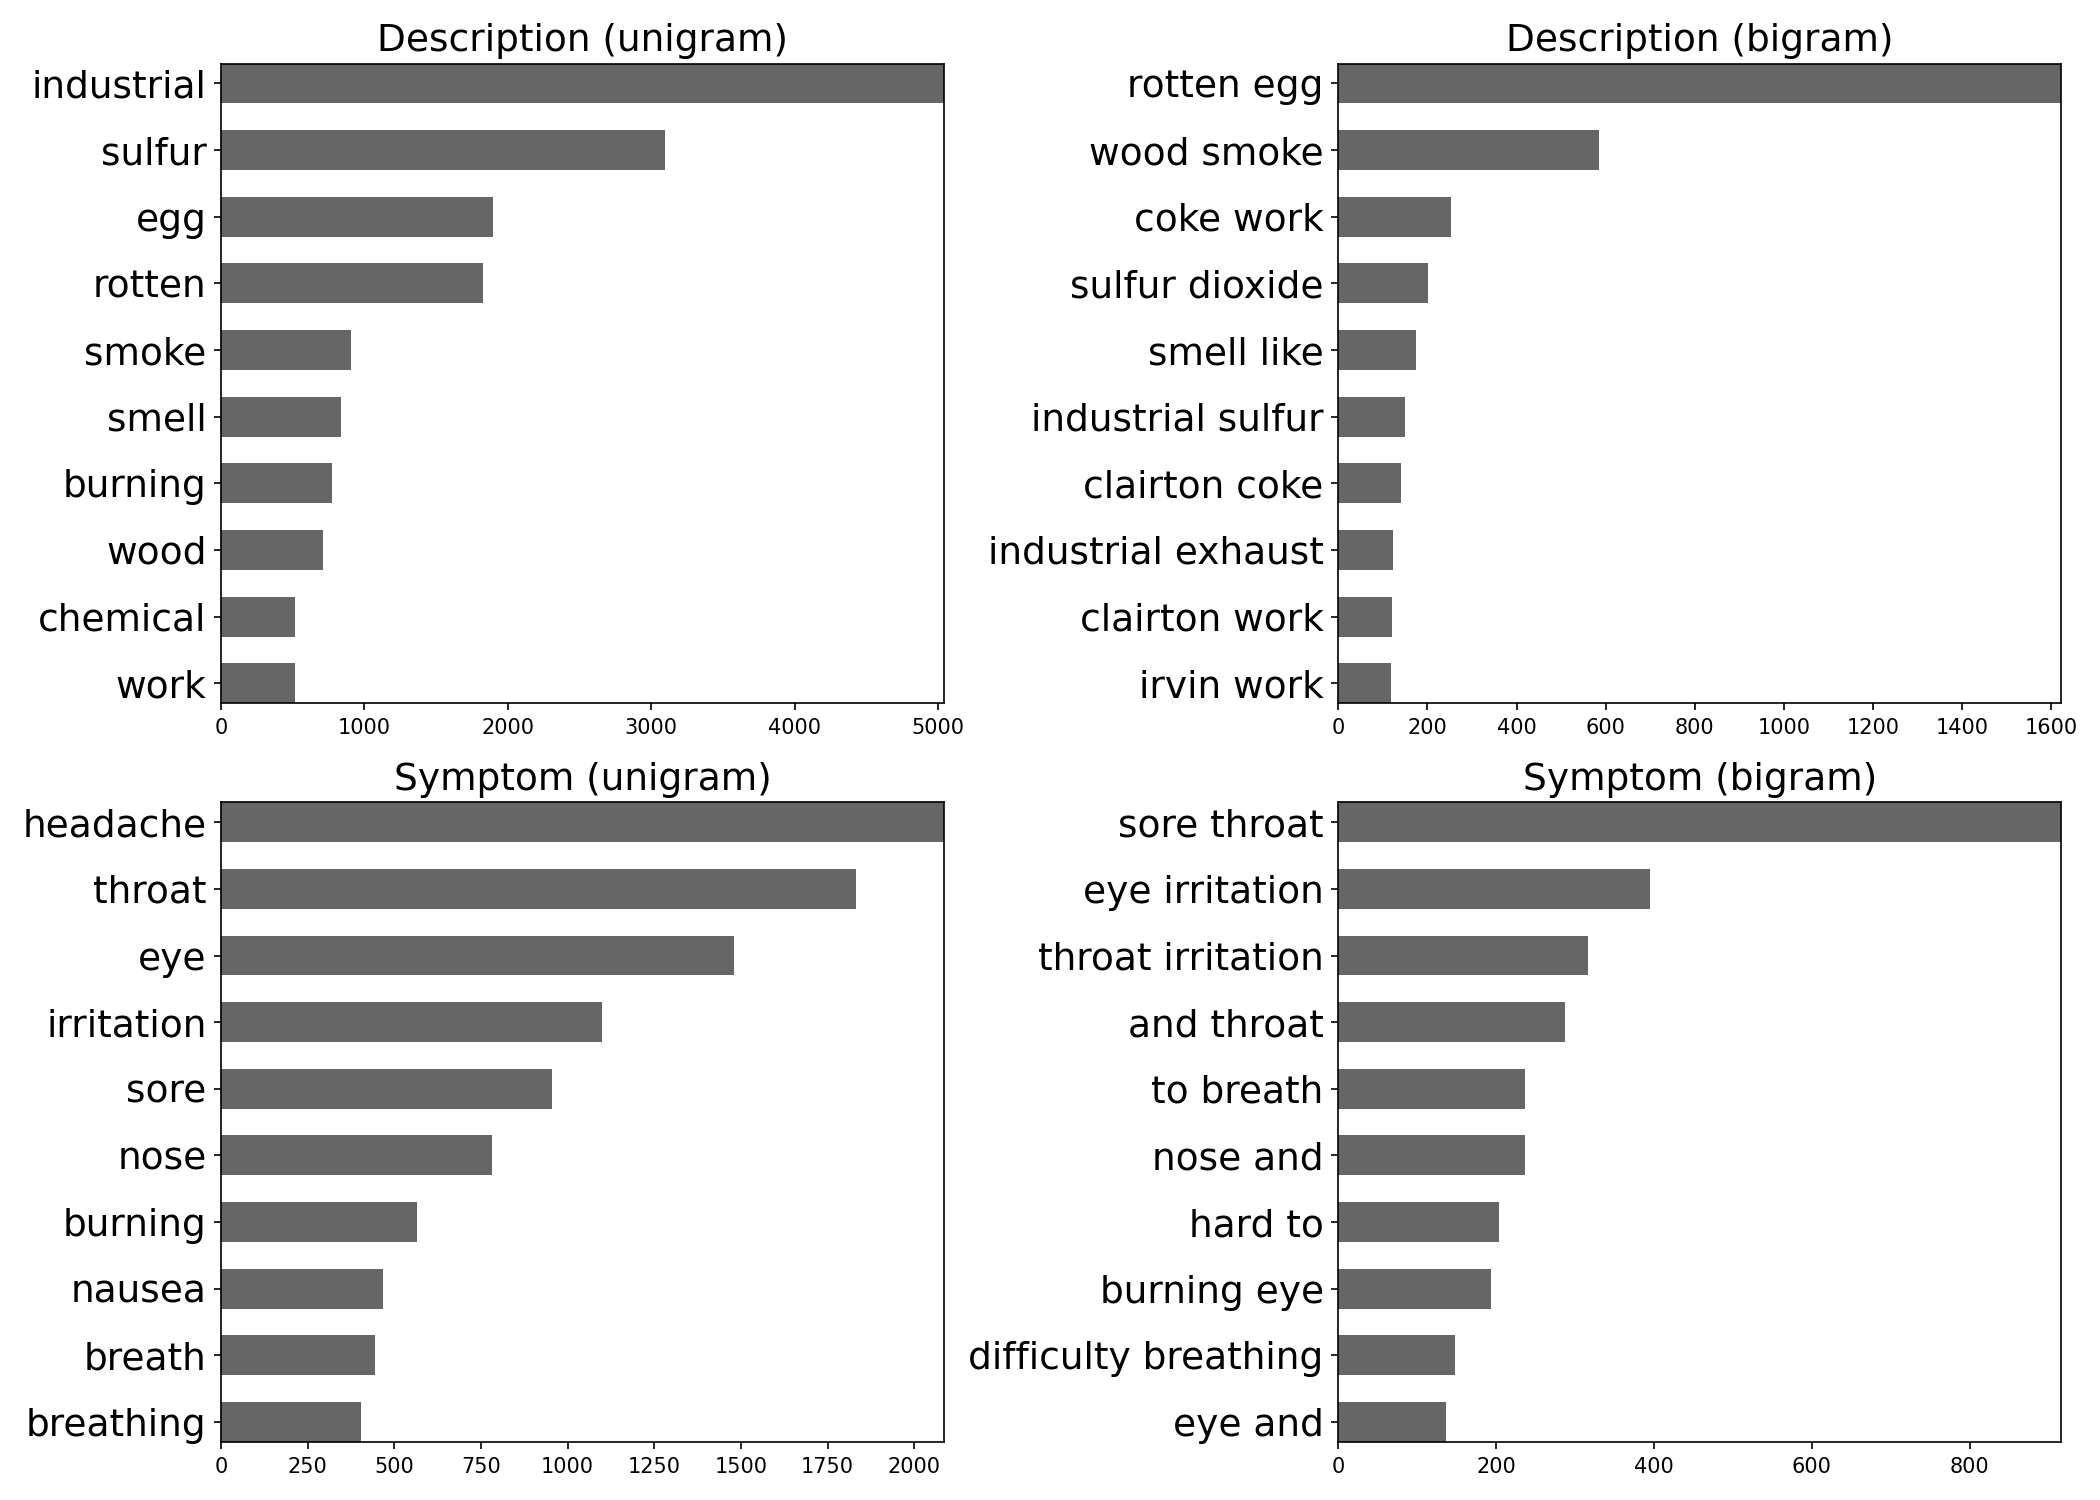 Description (unigram)
industrial
sulfur
egg
rotten
smoke
smell
burning
wood
chemical
work
0 1000 2000 3000 4000 5000
Description (bigram)
rotten egg
wood smoke
coke work
sulfur dioxide
smell like
industrial sulfur
clairton coke
industrial exhaust
clairton work
irvin work
0 200 400 600 800 1000 1200 1400 1600
Symptom (unigram)
headache
throat
eye
irritation
sore
nose
burning
nausea
breath
breathing
0 250 500 750 1000 1250 1500 1750 2000
Symptom (bigram)
sore throat
eye irritation
throat irritation
and throat
to breath
nose and
hard to
burning eye
difficulty breathing
eye and
0 200 400 600 800